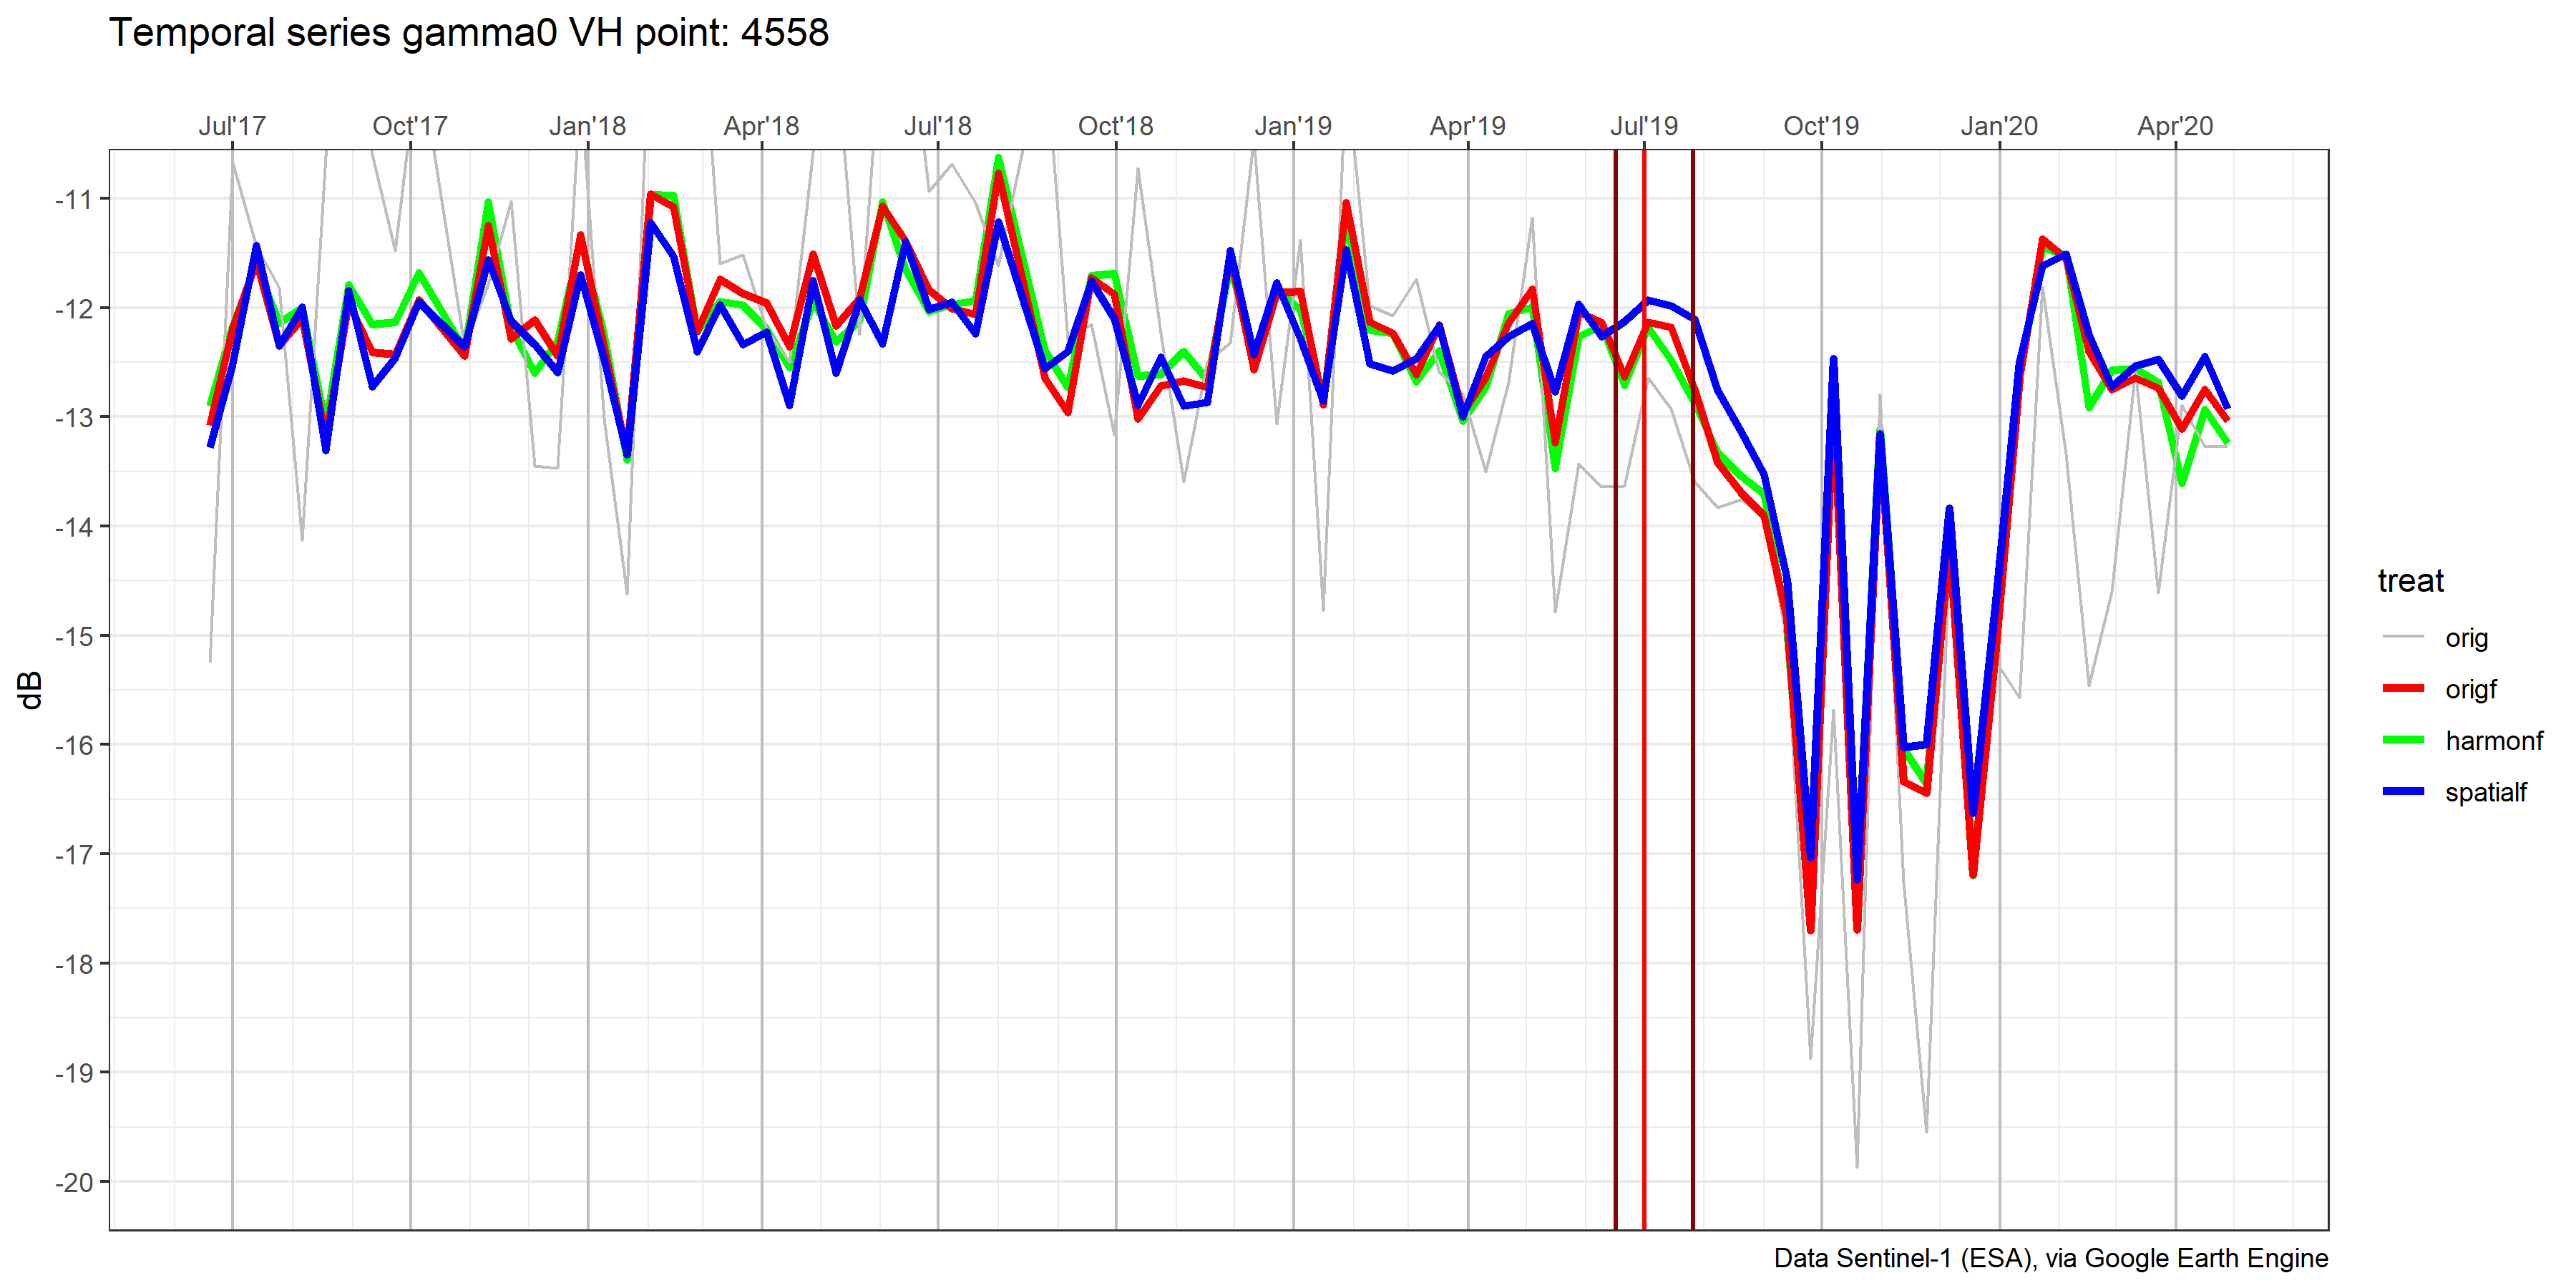 Temporal series gamma0 VH point: 4558
Jul'17 Oct'17 Jan'18 Apr'18 Jul'18 Oct'18 Jan'19 Apr'19 Jul'19 Oct'19 Jan'20 Apr'20
-11
-12
-13
-14
-15
-16
-17
-18
-19
-20
dB
treat
orig
origf
harmonf
spatialf
Data Sentinel-1 (ESA), via Google Earth Engine